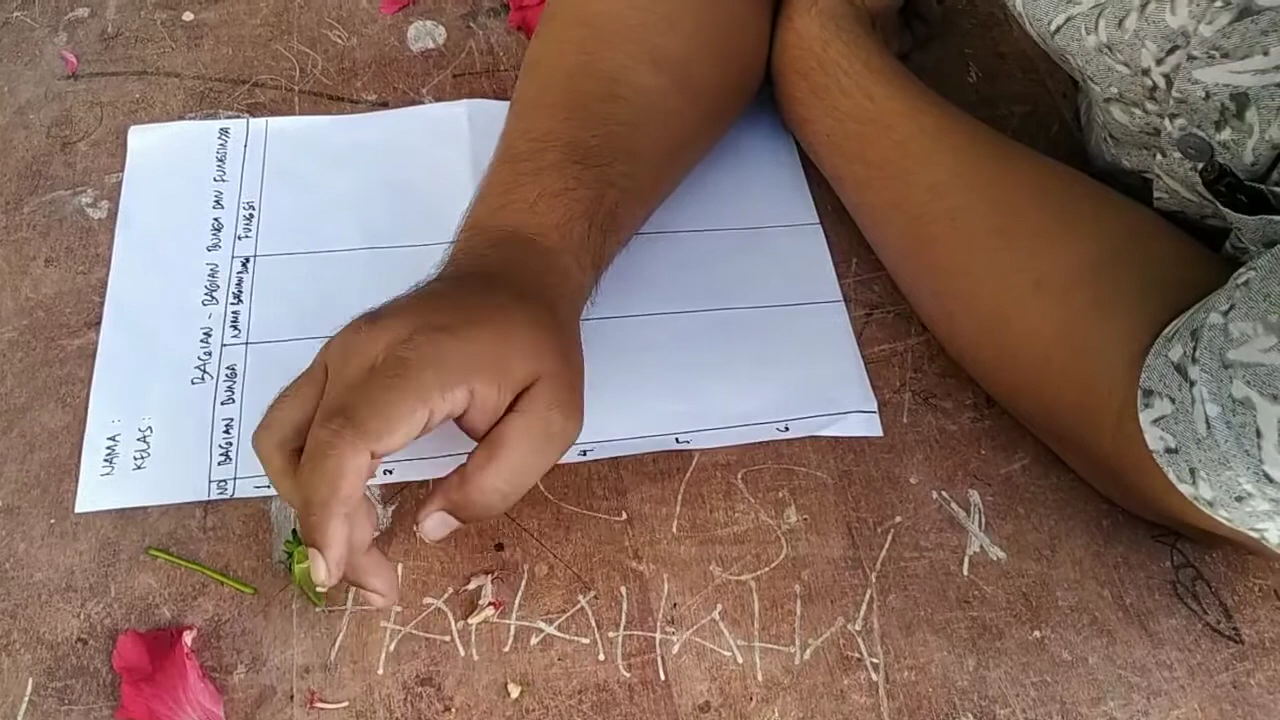 NAMA :
KELAS :
BAGIAN - BAGIAN BUNGA DAN FUNGSINYA
NO BAGIAN BUNGA NAMA BAGIAN BUNGA FUNGSI
1.
2.
4.
5.
6.